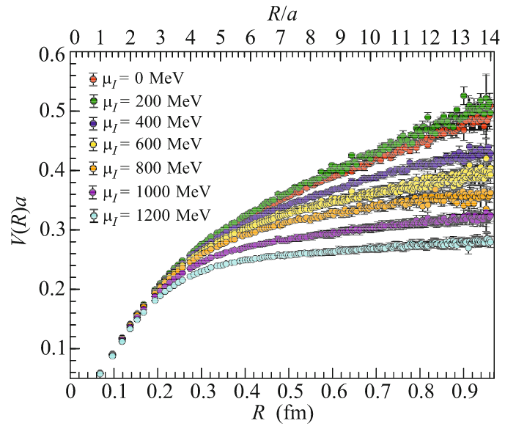 R/a
0 1 2 3 4 5 6 7 8 9 10 11 12 13 14
0.6
0.5
0.4
0.3
0.2
0.1
V(R)a
μI = 0 MeV
μI = 200 MeV
μI = 400 MeV
μI = 600 MeV
μI = 800 MeV
μI = 1000 MeV
μI = 1200 MeV
0 0.1 0.2 0.3 0.4 0.5 0.6 0.7 0.8 0.9
R (fm)